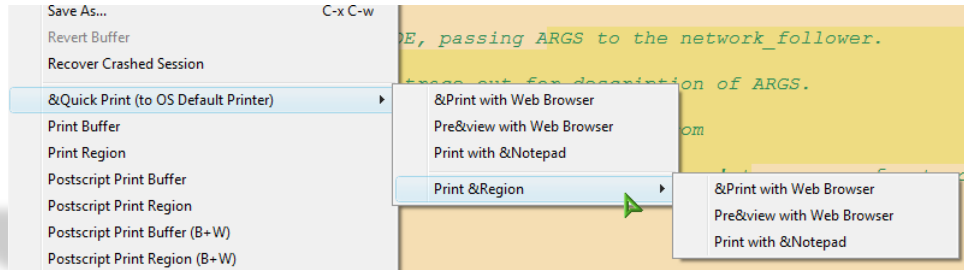 Save As... C-x C-w
Revert Buffer
DE, passing ARGS to the network_follower.
Recover Crashed Session
of ARGS.
&Quick Print (to OS Default Printer)
&Print with Web Browser
Print Buffer
Pre&view with Web Browser
om
Print Region
Print with &Notepad
Postscript Print Buffer
Print &Region
&Print with Web Browser
Postscript Print Region
Pre&view with Web Browser
Postscript Print Buffer (B+W)
Print with &Notepad
Postscript Print Region (B+W)